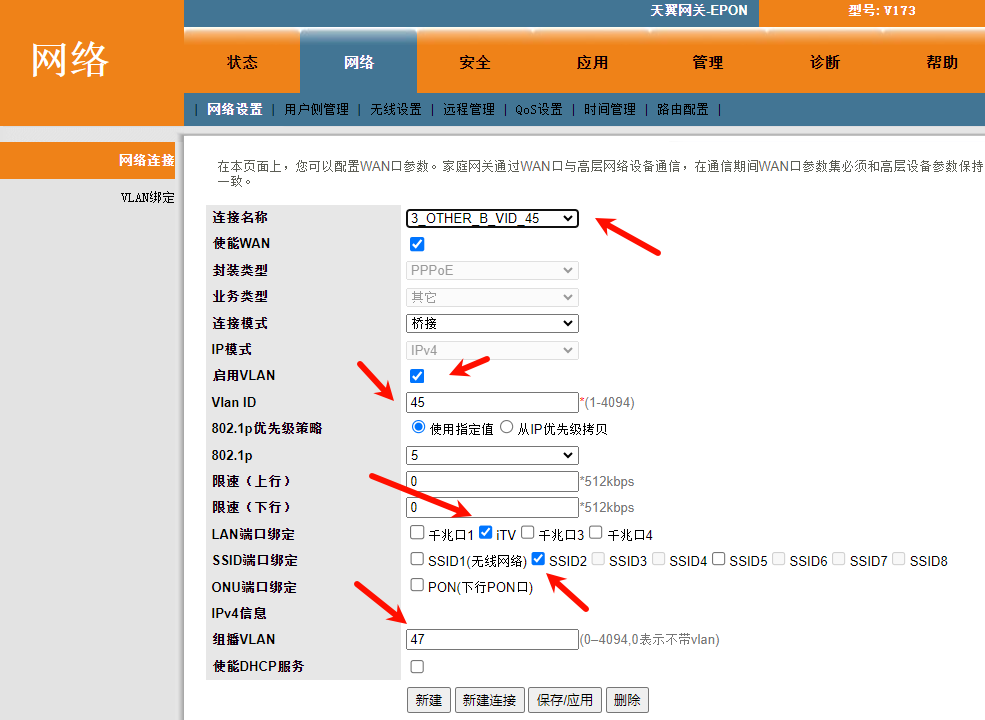 天翼网关-EPON 型号: V173
网络
状态 网络 安全 应用 管理 诊断 帮助
| 网络设置 | 用户侧管理 | 无线设置 | 远程管理 | QoS设置 | 时间管理 | 路由配置 |
网络连接
VLAN绑定
在本页面上，您可以配置WAN口参数。家庭网关通过WAN口与高层网络设备通信，在通信期间WAN口参数集必须和高层设备参数保持
一致。
连接名称 3_OTHER_B_VID_45
使能WAN
封装类型 PPPoE
业务类型 其它
连接模式 桥接
IP模式 IPv4
启用VLAN
Vlan ID 45 *(1-4094)
802.1p优先级策略 使用指定值 从IP优先级拷贝
802.1p 5
限速（上行） 0 *512kbps
限速（下行） 0 *512kbps
LAN端口绑定 千兆口1 iTV 千兆口3 千兆口4
SSID端口绑定 SSID1(无线网络) SSID2 SSID3 SSID4 SSID5 SSID6 SSID7 SSID8
ONU端口绑定 PON(下行PON口)
IPv4信息
组播VLAN 47 (0–4094,0表示不带vlan)
使能DHCP服务
新建 新建连接 保存/应用 删除